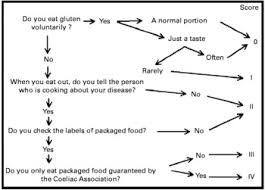 Score
Do you eat gluten voluntarily ?
Yes
A normal portion
0
Just a taste
Often
No
Rarely
I
When you eat out, do you tell the person
who is cooking about your disease?
No
II
Yes
Do you check the labels of packaged food?
No
Yes
No
III
Do you only eat packaged food guaranteed by
the Coeliac Association?
Yes
IV